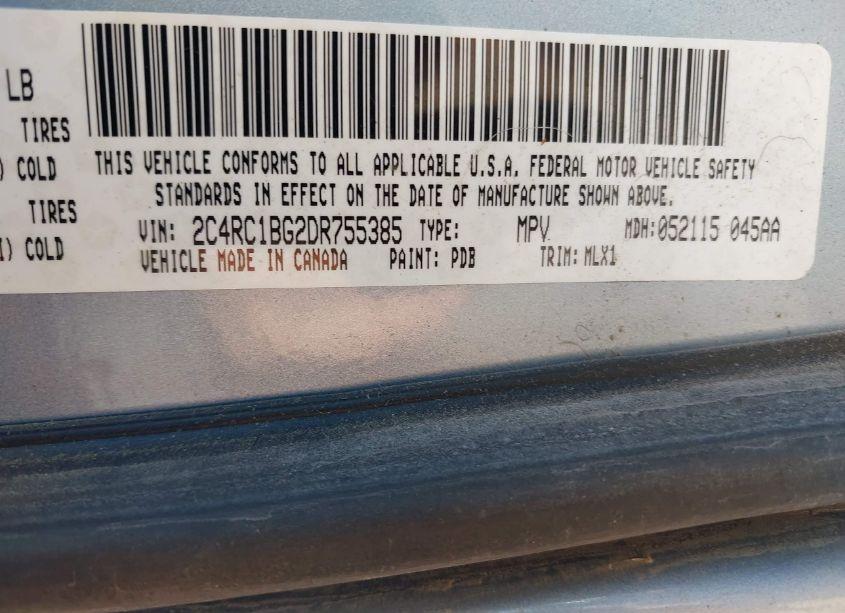 LB
TIRES
) COLD
THIS VEHICLE CONFORMS TO ALL APPLICABLE U.S.A. FEDERAL MOTOR VEHICLE SAFETY
STANDARDS IN EFFECT ON THE DATE OF MANUFACTURE SHOWN ABOVE.
TIRES
I) COLD
VIN: 2C4RC1BG2DR755385 TYPE: MPV MDH:052115 045AA
VEHICLE MADE IN CANADA PAINT: PDB TRIM: MLX1